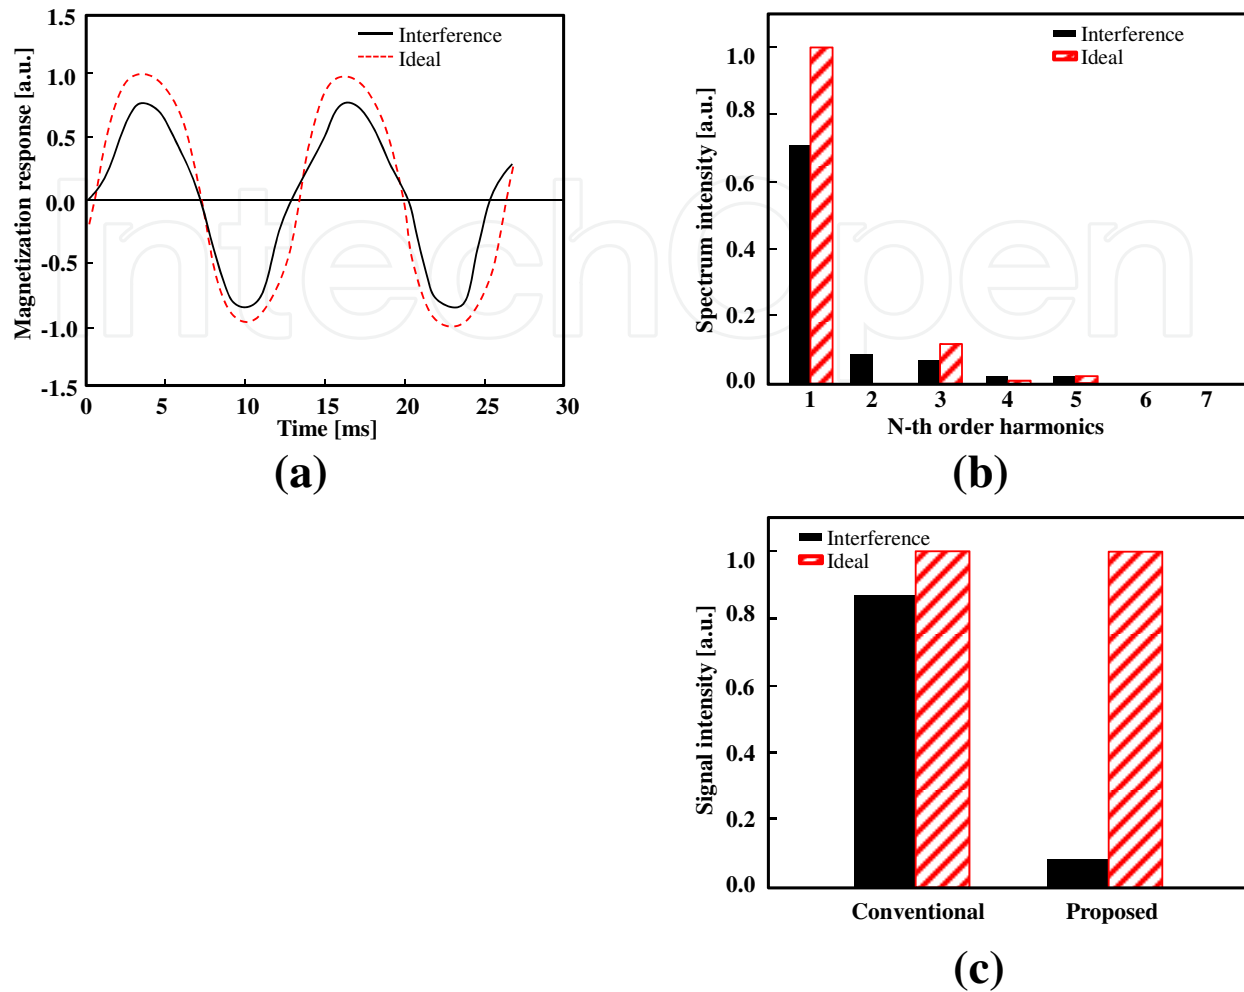 1.5
1.0
0.5
0.0
-0.5
-1.0
-1.5
Magnetization response [a.u.]
Interference
Ideal
0 5 10 15 20 25 30
Time [ms]
(a)
1.0
0.8
0.6
0.4
0.2
0.0
Spectrum intensity [a.u.]
Interference
Ideal
1 2 3 4 5 6 7
N-th order harmonics
(b)
1.0
0.8
0.6
0.4
0.2
0.0
Signal intensity [a.u.]
Interference
Ideal
Conventional Proposed
(c)
IntechOpen